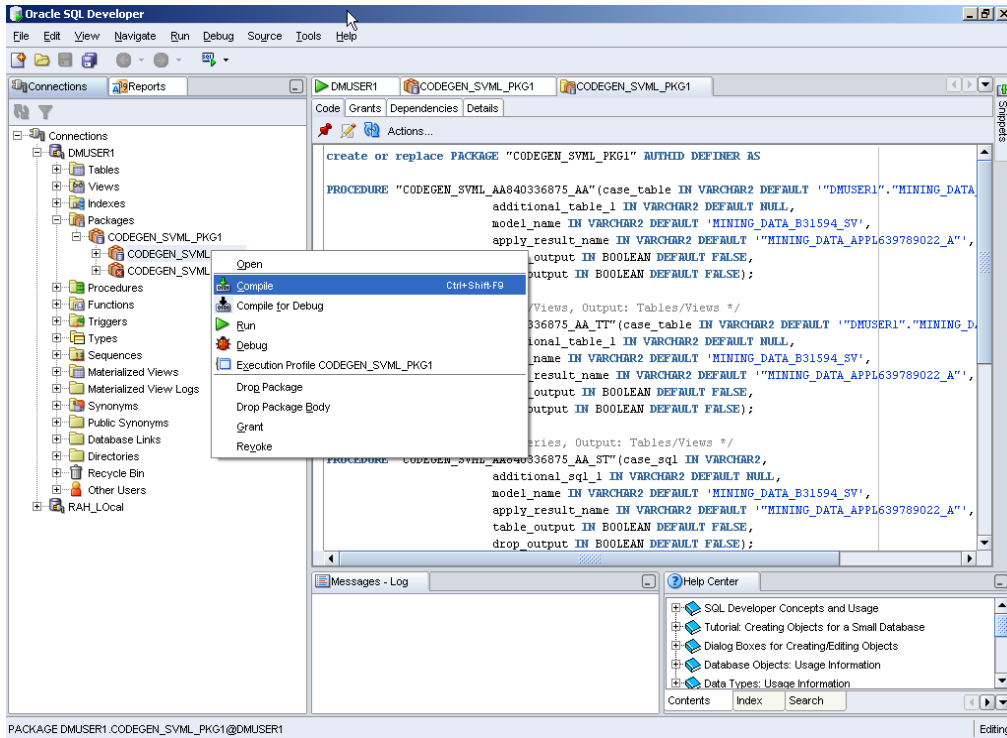 Oracle SQL Developer
File Edit View Navigate Run Debug Source Tools Help
Connections
Reports
Connections
DMUSER1
Tables
Views
Indexes
Packages
CODEGEN_SVML_PKG1
CODEGEN_SVML
CODEGEN_SVML
Procedures
Functions
Triggers
Types
Sequences
Materialized Views
Materialized View Logs
Synonyms
Public Synonyms
Database Links
Directories
Recycle Bin
Other Users
RAH_LOcal
Open
Compile Ctrl+Shift-F9
Compile for Debug
Run
Debug
Execution Profile CODEGEN_SVML_PKG1
Drop Package
Drop Package Body
Grant
Revoke
DMUSER1 CODEGEN_SVML_PKG1 CODEGEN_SVML_PKG1
Code Grants Dependencies Details
Actions...
create or replace PACKAGE "CODEGEN_SVML_PKG1" AUTHID DEFINER AS
PROCEDURE "CODEGEN_SVML_AA840336875_AA"(case_table IN VARCHAR2 DEFAULT '"DMUSER1"."MINING_DATA_
additional_table_1 IN VARCHAR2 DEFAULT NULL,
model_name IN VARCHAR2 DEFAULT 'MINING_DATA_B31594_SV',
apply_result_name IN VARCHAR2 DEFAULT '"MINING_DATA_APPL639789022_A"',
_output IN BOOLEAN DEFAULT FALSE,
output IN BOOLEAN DEFAULT FALSE);
/Views, Output: Tables/Views */
336875_AA_TT"(case_table IN VARCHAR2 DEFAULT '"DMUSER1"."MINING_D
ional_table_1 IN VARCHAR2 DEFAULT NULL,
_name IN VARCHAR2 DEFAULT 'MINING_DATA_B31594_SV',
_result_name IN VARCHAR2 DEFAULT '"MINING_DATA_APPL639789022_A"',
_output IN BOOLEAN DEFAULT FALSE,
output IN BOOLEAN DEFAULT FALSE);
eries, Output: Tables/Views */
PROCEDURE "CODEGEN_SVML_AA840336875_AA_ST"(case_sql IN VARCHAR2,
additional_sql_1 IN VARCHAR2 DEFAULT NULL,
model_name IN VARCHAR2 DEFAULT 'MINING_DATA_B31594_SV',
apply_result_name IN VARCHAR2 DEFAULT '"MINING_DATA_APPL639789022_A"',
table_output IN BOOLEAN DEFAULT FALSE,
drop_output IN BOOLEAN DEFAULT FALSE);
Snippets
Messages - Log
Help Center
SQL Developer Concepts and Usage
Tutorial: Creating Objects for a Small Database
Dialog Boxes for Creating/Editing Objects
Database Objects: Usage Information
Data Types: Usage Information
Contents Index Search
PACKAGE DMUSER1.CODEGEN_SVML_PKG1@DMUSER1
Editing